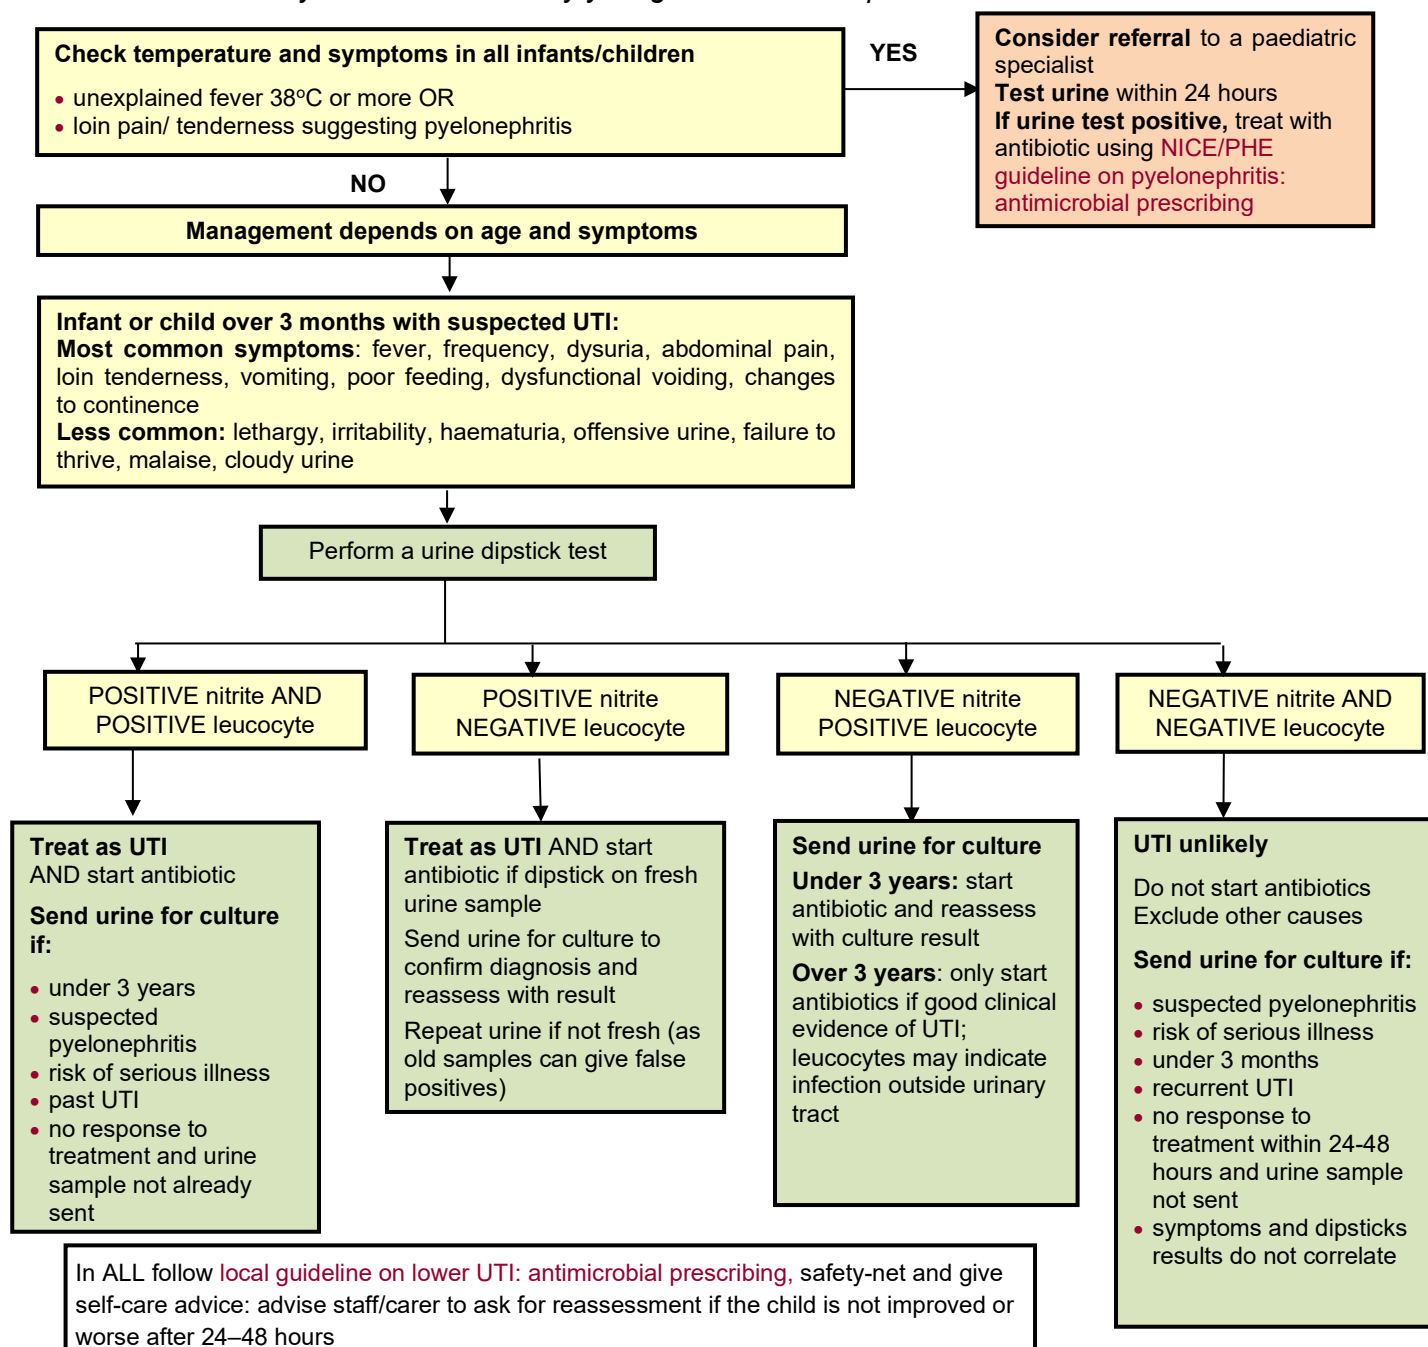 Check temperature and symptoms in all infants/children
• unexplained fever 38ºC or more OR
• loin pain/ tenderness suggesting pyelonephritis
YES
Consider referral to a paediatric
specialist
Test urine within 24 hours
If urine test positive, treat with
antibiotic using NICE/PHE
guideline on pyelonephritis:
antimicrobial prescribing
NO
Management depends on age and symptoms
Infant or child over 3 months with suspected UTI:
Most common symptoms: fever, frequency, dysuria, abdominal pain,
loin tenderness, vomiting, poor feeding, dysfunctional voiding, changes
to continence
Less common: lethargy, irritability, haematuria, offensive urine, failure to
thrive, malaise, cloudy urine
Perform a urine dipstick test
POSITIVE nitrite AND
POSITIVE leucocyte
POSITIVE nitrite
NEGATIVE leucocyte
NEGATIVE nitrite
POSITIVE leucocyte
NEGATIVE nitrite AND
NEGATIVE leucocyte
Treat as UTI
AND start antibiotic
Send urine for culture
if:
• under 3 years
• suspected
pyelonephritis
• risk of serious illness
• past UTI
• no response to
treatment and urine
sample not already
sent
Treat as UTI AND start
antibiotic if dipstick on fresh
urine sample
Send urine for culture to
confirm diagnosis and
reassess with result
Repeat urine if not fresh (as
old samples can give false
positives)
Send urine for culture
Under 3 years: start
antibiotic and reassess
with culture result
Over 3 years: only start
antibiotics if good clinical
evidence of UTI;
leucocytes may indicate
infection outside urinary
tract
UTI unlikely
Do not start antibiotics
Exclude other causes
Send urine for culture if:
• suspected pyelonephritis
• risk of serious illness
• under 3 months
• recurrent UTI
• no response to
treatment within 24-48
hours and urine sample
not sent
• symptoms and dipsticks
results do not correlate
In ALL follow local guideline on lower UTI: antimicrobial prescribing, safety-net and give
self-care advice: advise staff/carer to ask for reassessment if the child is not improved or
worse after 24–48 hours